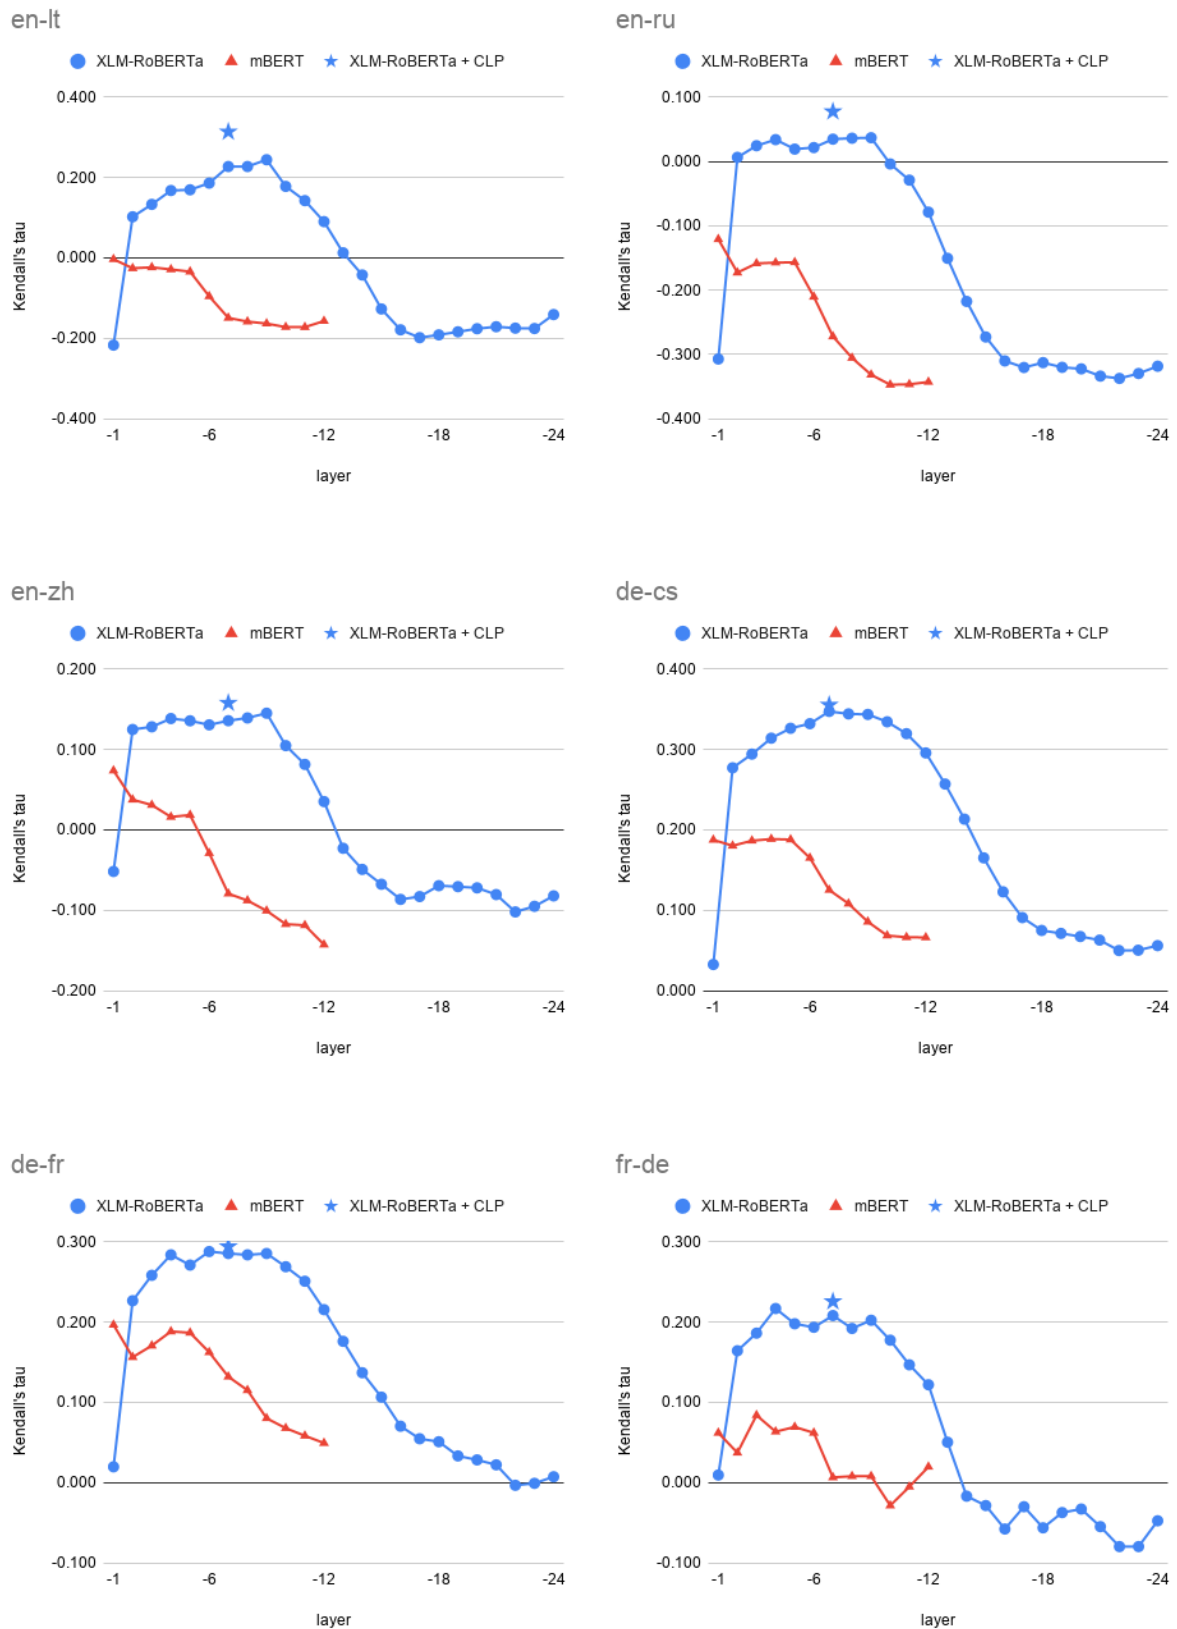 en-lt
XLM-RoBERTa mBERT XLM-RoBERTa + CLP
0.400
0.200
0.000
-0.200
-0.400
Kendall's tau
-1 -6 -12 -18 -24
layer
en-ru
XLM-RoBERTa mBERT XLM-RoBERTa + CLP
0.100
0.000
-0.100
-0.200
-0.300
-0.400
Kendall's tau
-1 -6 -12 -18 -24
layer
en-zh
XLM-RoBERTa mBERT XLM-RoBERTa + CLP
0.200
0.100
0.000
-0.100
-0.200
Kendall's tau
-1 -6 -12 -18 -24
layer
de-cs
XLM-RoBERTa mBERT XLM-RoBERTa + CLP
0.400
0.300
0.200
0.100
0.000
Kendall's tau
-1 -6 -12 -18 -24
layer
de-fr
XLM-RoBERTa mBERT XLM-RoBERTa + CLP
0.300
0.200
0.100
0.000
-0.100
Kendall's tau
-1 -6 -12 -18 -24
layer
fr-de
XLM-RoBERTa mBERT XLM-RoBERTa + CLP
0.300
0.200
0.100
0.000
-0.100
Kendall's tau
-1 -6 -12 -18 -24
layer